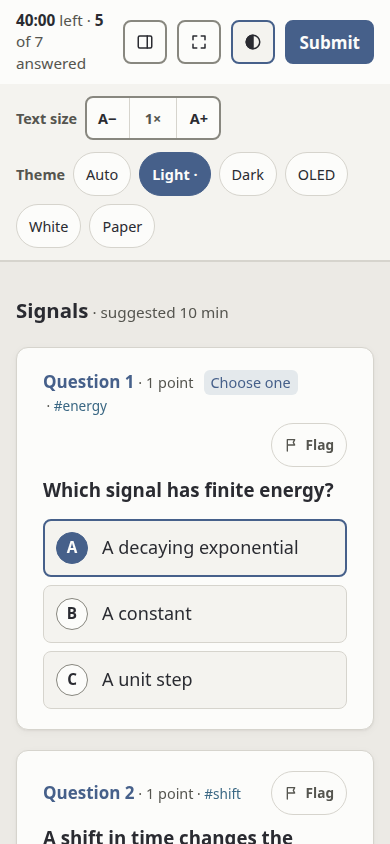 40:00 left · 5
of 7
answered
Submit
Text size A− 1× A+
Theme Auto Light · Dark OLED
White Paper
Signals · suggested 10 min
Question 1 · 1 point Choose one
· #energy
Flag
Which signal has finite energy?
A A decaying exponential
B A constant
C A unit step
Question 2 · 1 point · #shift Flag
A shift in time changes the